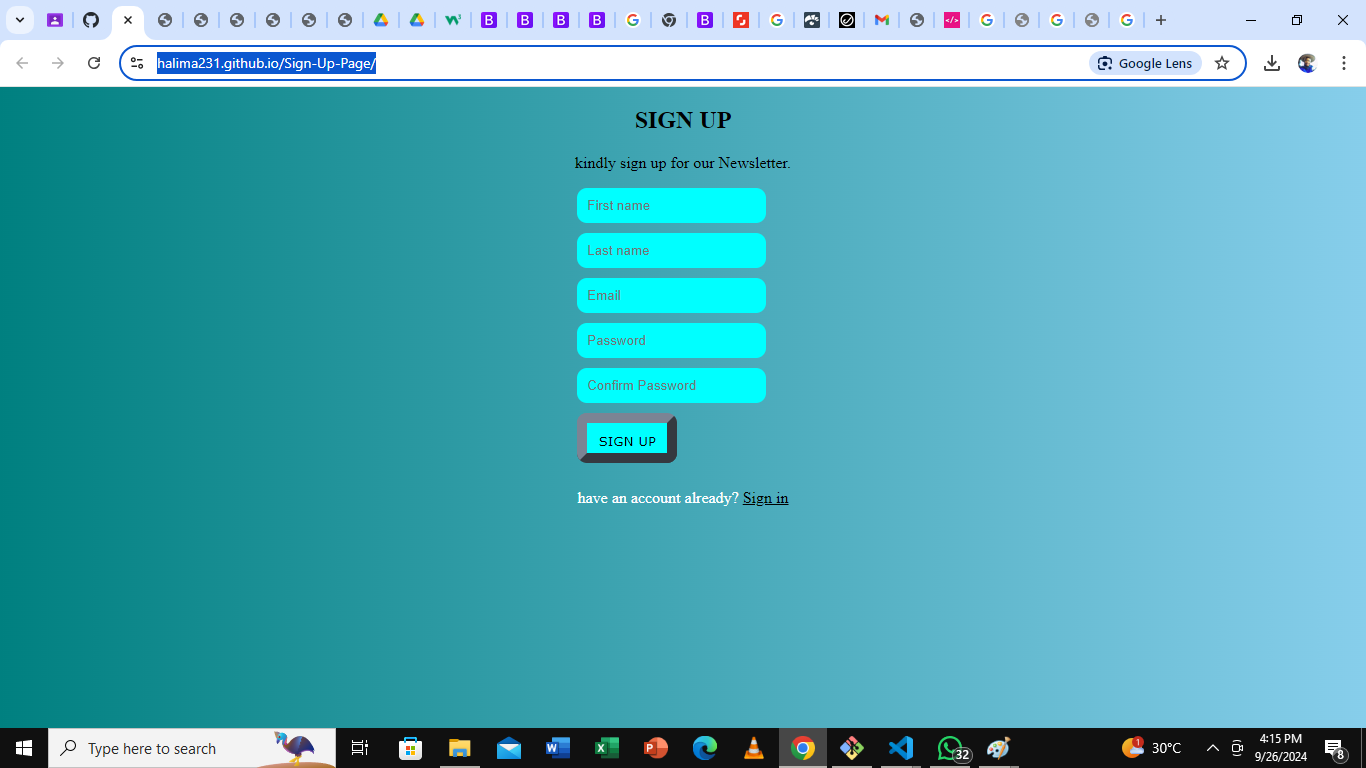 halima231.github.io/Sign-Up-Page/
Google Lens
SIGN UP
kindly sign up for our Newsletter.
First name
Last name
Email
Password
Confirm Password
SIGN UP
have an account already? Sign in
Type here to search
32
1
30°C
4:15 PM
9/26/2024
8